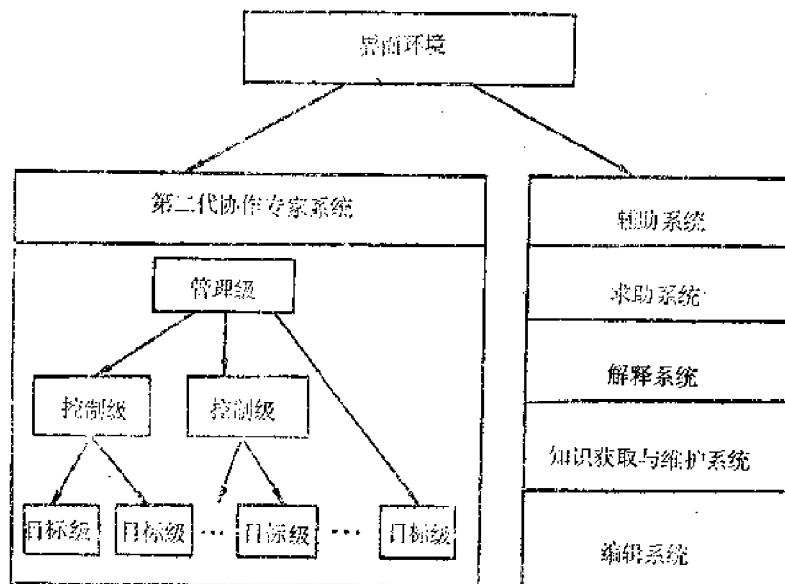 界面环境
第二代协作专家系统
管理级
控制级 控制级
目标级 目标级 … 目标级 … 目标级
辅助系统
求助系统
解释系统
知识获取与维护系统
编辑系统